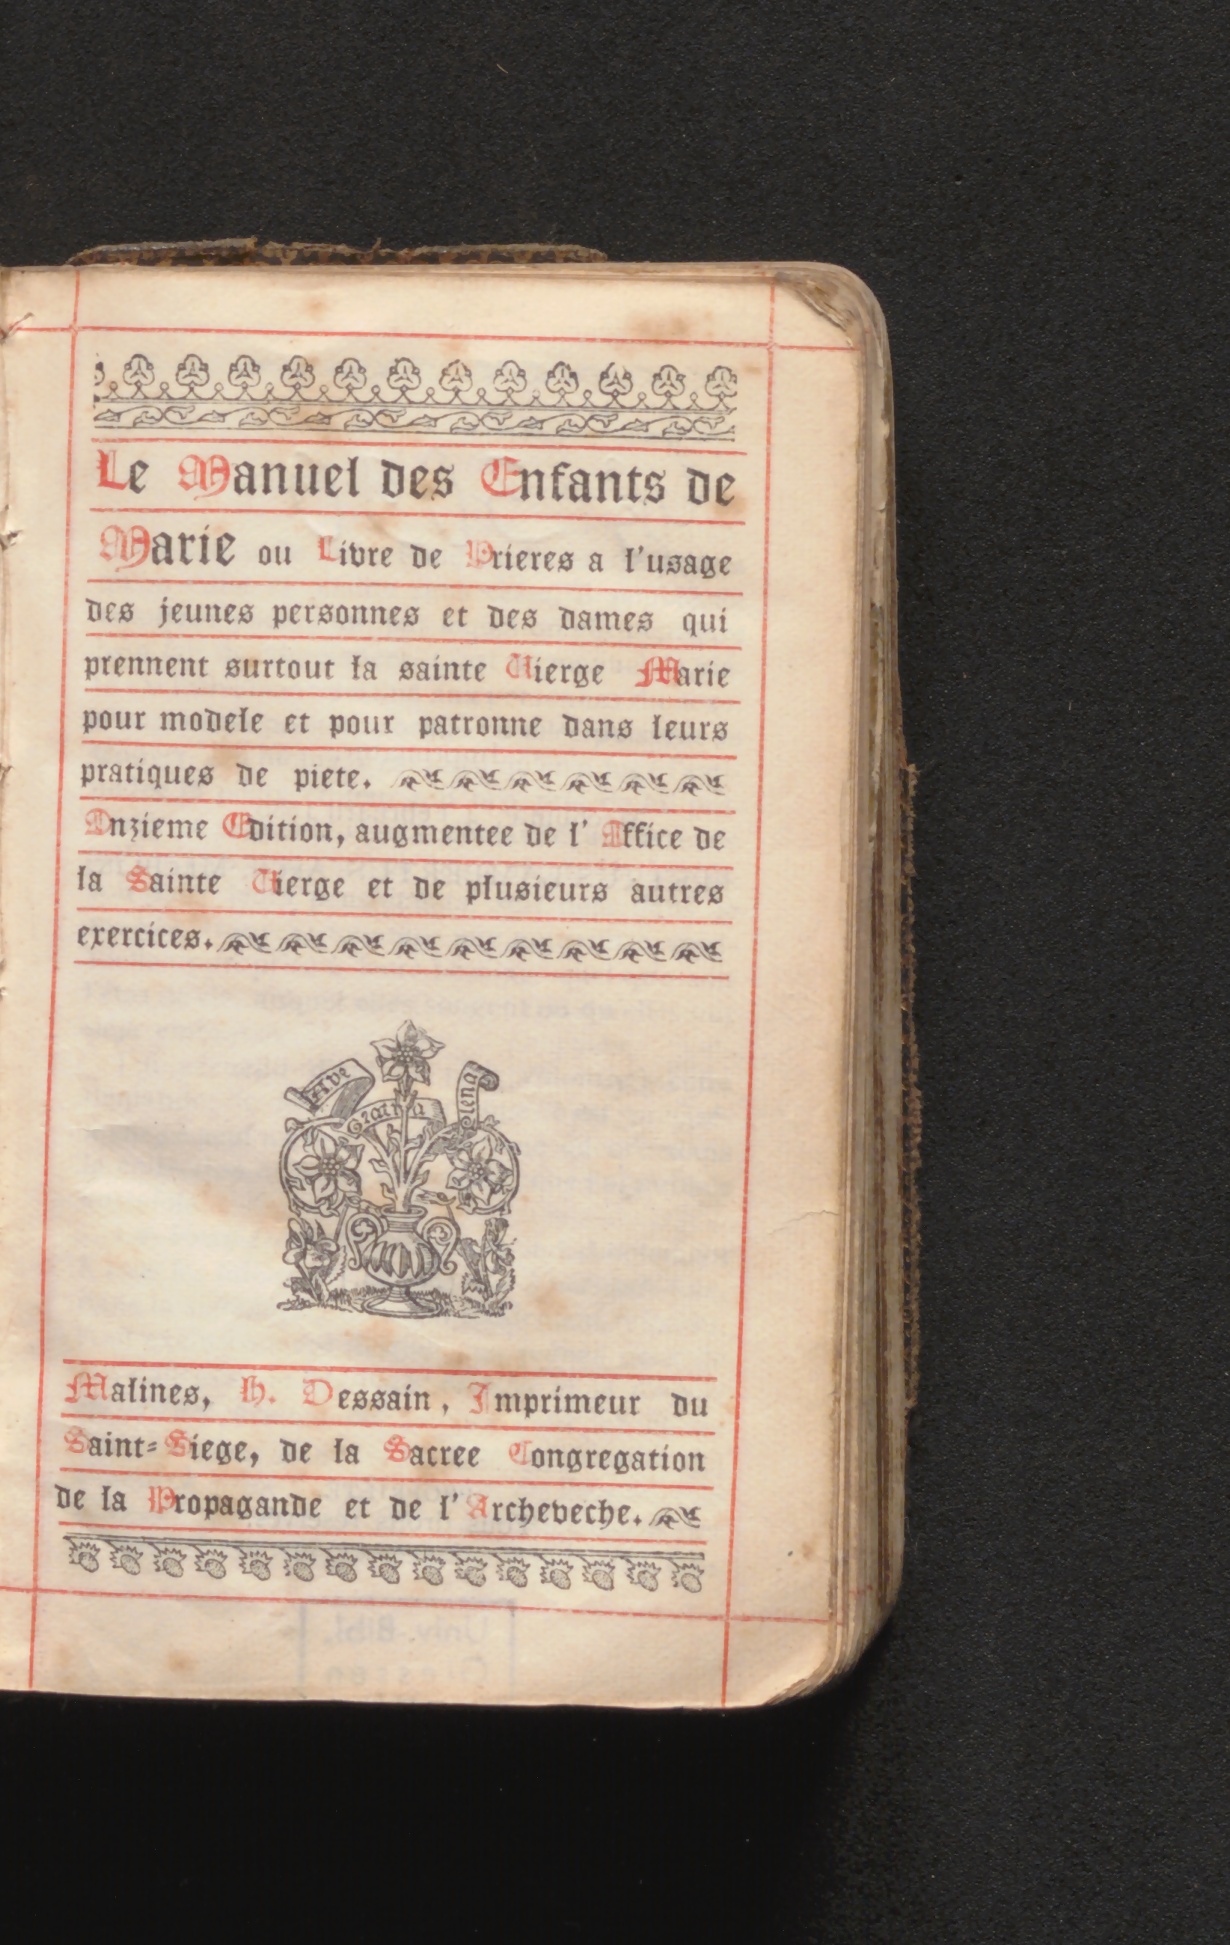 Le Manuel des Enfants de
Marie ou Livre de Prieres a l'usage
des jeunes personnes et des dames qui
prennent surtout la sainte Vierge Marie
pour modele et pour patronne dans leurs
pratiques de piete.
Onzieme Edition, augmentee de l' Office de
la Sainte Vierge et de plusieurs autres
exercices.
Ave
Gratia
plena
Malines, H. Dessain, Imprimeur du
Saint-Siege, de la Sacree Congregation
de la Propagande et de l' Archeveche.